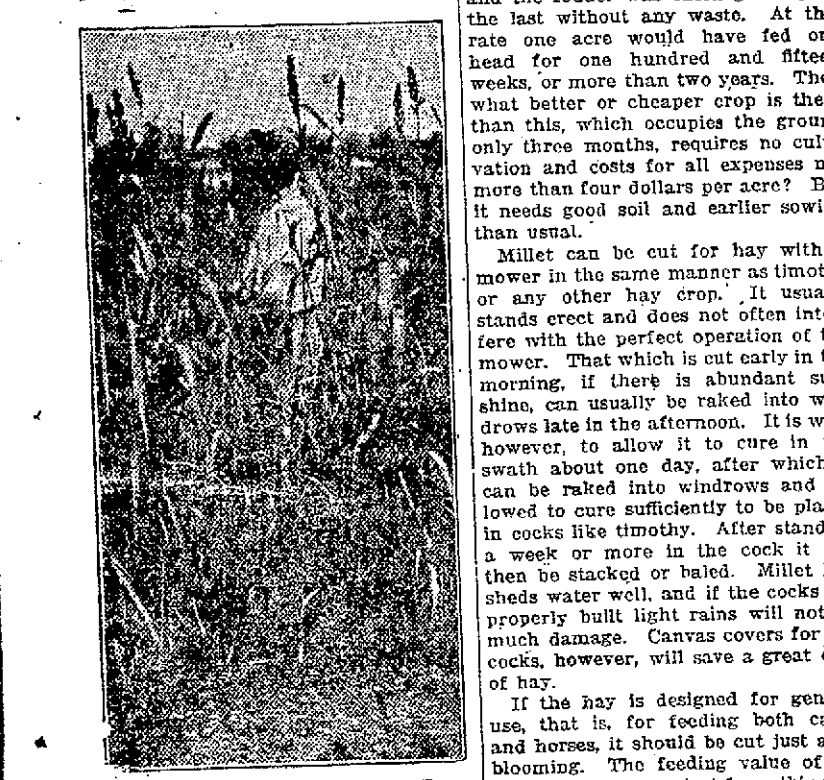 the last without any waste. At th
rate one acre would have fed on
head for one hundred and fiftee
weeks, or more than two years. The
what better or cheaper crop is the
than this, which occupies the groun
only three months, requires no cul
vation and costs for all expenses n
more than four dollars per acre? B
it needs good soil and earlier sowi
than usual.
Millet can be cut for hay with
mower in the same manner as timot
or any other hay crop. It usua
stands erect and does not often inte
fere with the perfect operation of t
mower. That which is cut early in t
morning, if there is abundant su
shine, can usually be raked into w
drows late in the afternoon. It is w
however, to allow it to cure in
swath about one day, after which
can be raked into windrows and
lowed to cure sufficiently to be pla
in cocks like timothy. After stand
a week or more in the cock it
then be stacked or baled. Millet
sheds water well, and if the cocks
properly built light rains will not
much damage. Canvas covers for
cocks, however, will save a great
of hay.
If the hay is designed for gen
use, that is, for feeding both ca
and horses, it should be cut just a
blooming. The feeding value of